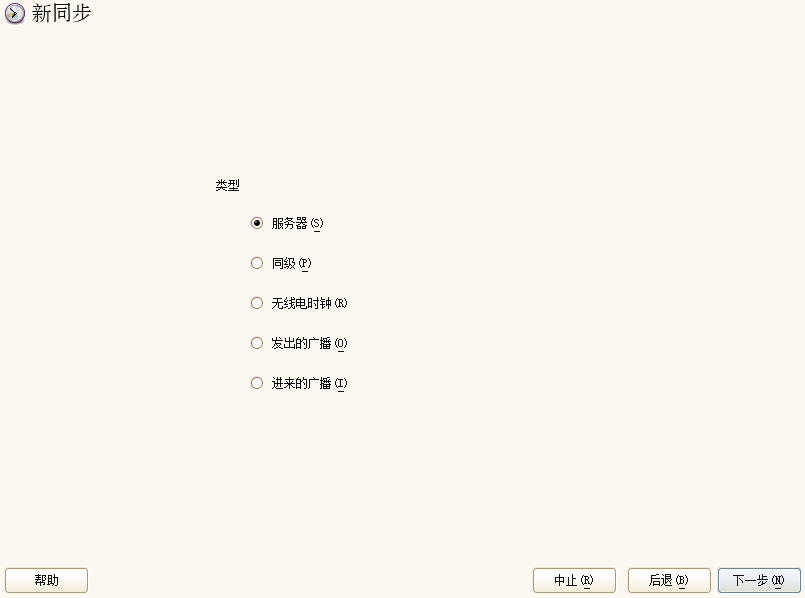 新同步
类型
服务器(S)
同级(P)
无线电时钟(R)
发出的广播(O)
进来的广播(I)
帮助
中止(R)
后退(B)
下一步(N)